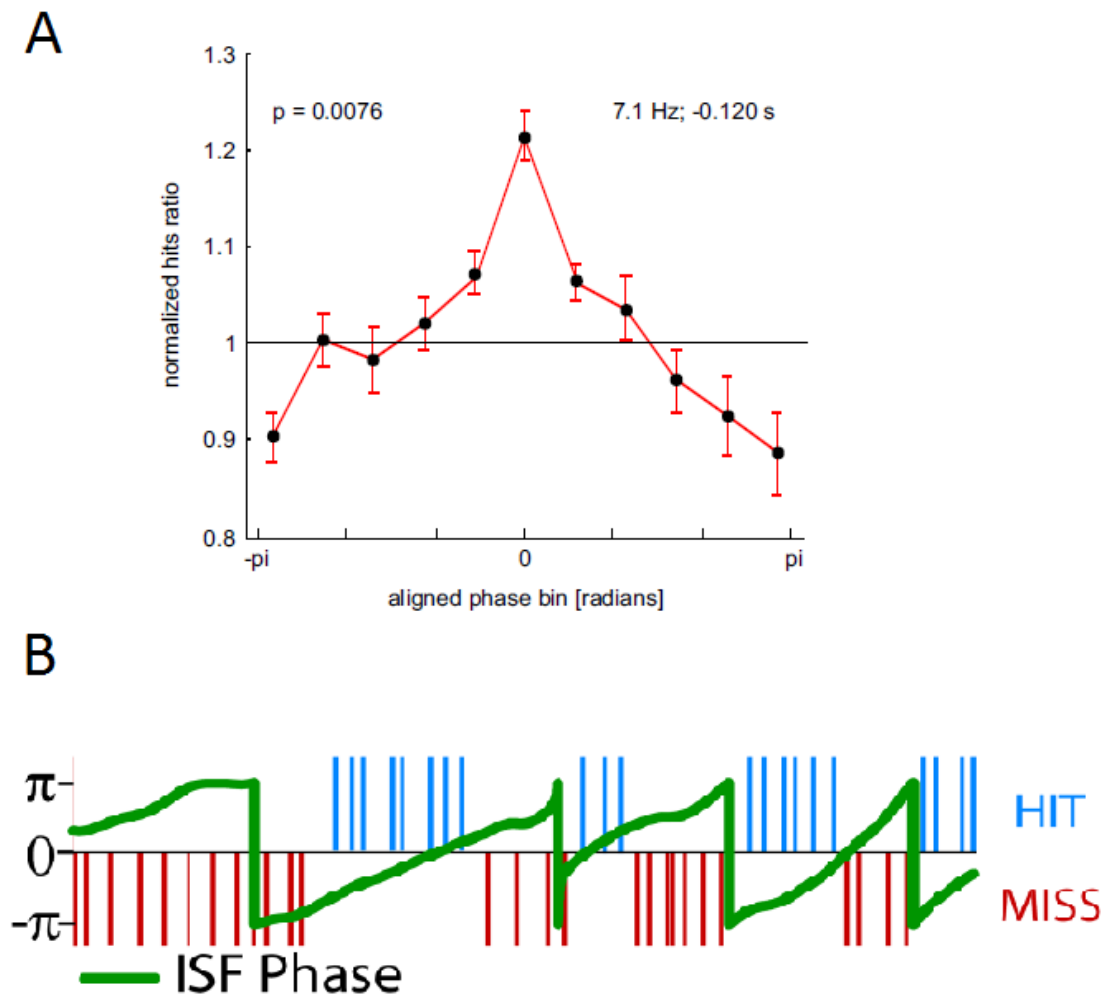 A
1.3
p = 0.0076
7.1 Hz; -0.120 s
1.2
1.1
1
0.9
0.8
normalized hits ratio
-pi
0
pi
aligned phase bin [radians]
B
π
0
-π
HIT
MISS
ISF Phase